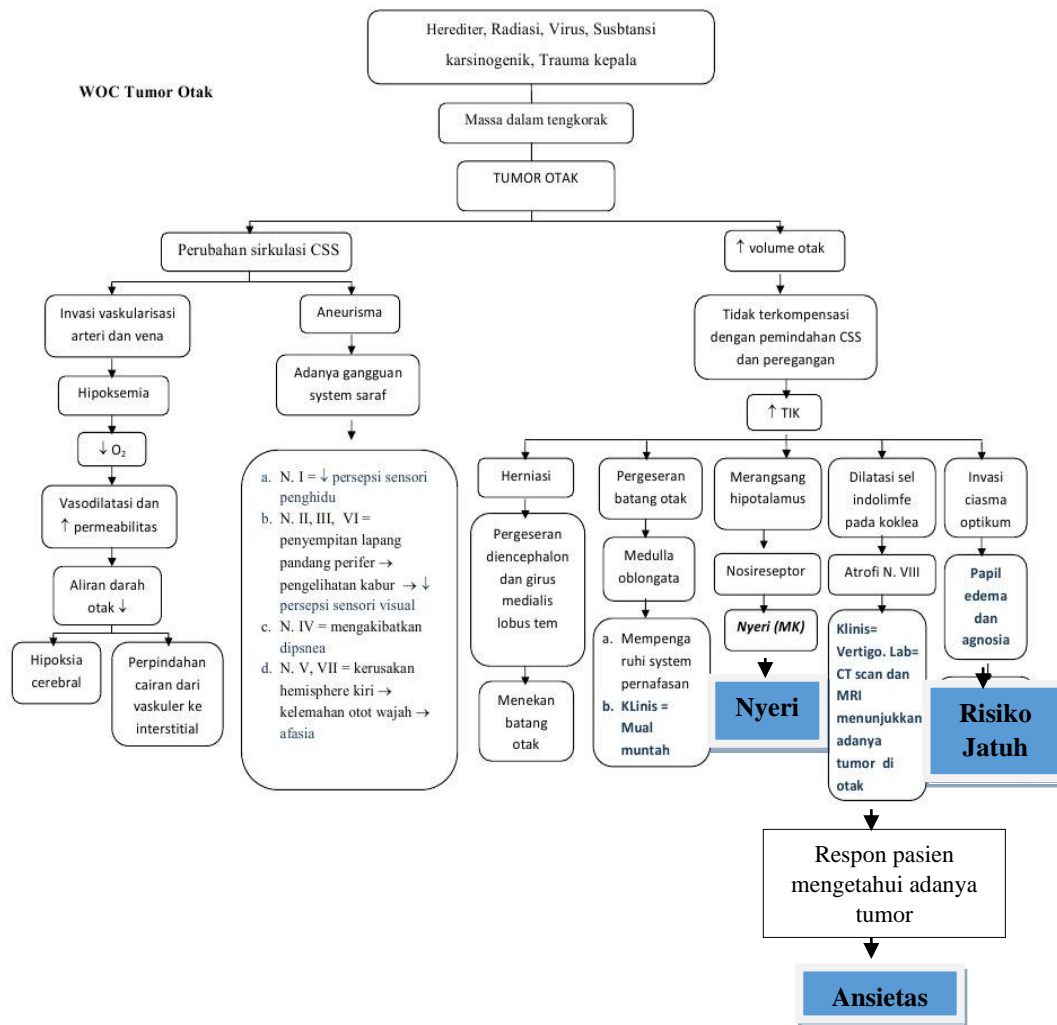 Herediter, Radiasi, Virus, Susbtansi
karsinogenik, Trauma kepala
WOC Tumor Otak
Massa dalam tengkorak
TUMOR OTAK
Perubahan sirkulasi CSS
↑ volume otak
Invasi vaskularisasi
arteri dan vena
Aneurisma
Tidak terkompensasi
dengan pemindahan CSS
dan peregangan
Hipoksemia
Adanya gangguan
system saraf
↑ TIK
↓ O₂
Vasodilatasi dan
↑ permeabilitas
Aliran darah
otak ↓
Hipoksia
cerebral
Perpindahan
cairan dari
vaskuler ke
interstitial
a. N. I = ↓ persepsi sensori
penghidu
b. N. II, III, VI =
penyempitan lapang
pandang perifer →
pengelihatan kabur → ↓
persepsi sensori visual
c. N. IV = mengakibatkan
dipsnea
d. N. V, VII = kerusakan
hemisphere kiri →
kelemahan otot wajah →
afasia
Herniasi
Pergeseran
diencephalon
dan girus
medialis
lobus tem
Menekan
batang
otak
Pergeseran
batang otak
Medulla
oblongata
a. Mempenga
ruhi system
pernafasan
b. KLinis =
Mual
muntah
Merangsang
hipotalamus
Nosireseptor
Nyeri (MK)
Nyeri
Dilatasi sel
indolimfe
pada koklea
Atrofi N. VIII
Klinis=
Vertigo. Lab=
CT scan dan
MRI
menunjukkan
adanya
tumor di
otak
Invasi
ciasma
optikum
Papil
edema
dan
agnosia
Risiko
Jatuh
Respon pasien
mengetahui adanya
tumor
Ansietas